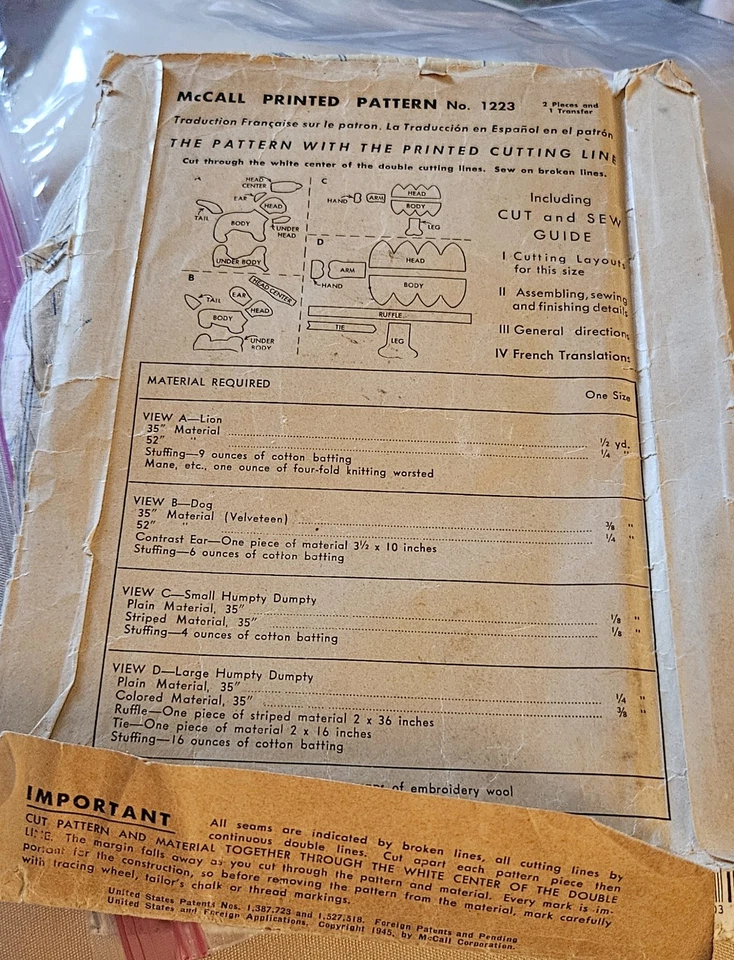 McCALL PRINTED PATTERN No. 1223
2 Pieces and
1 Transfer
Traduction Française sur le patron. La Traducción en Español en el patrón
THE PATTERN WITH THE PRINTED CUTTING LINE
Cut through the white center of the double cutting lines. Sew on broken lines.
A
HEAD
CENTER
EAR
HEAD
TAIL
BODY
UNDER
HEAD
UNDER BODY
B
HEAD CENTER
EAR
TAIL
HEAD
BODY
UNDER
BODY
C
HAND
ARM
HEAD
BODY
LEG
D
HEAD
ARM
HAND
BODY
RUFFLE
TIE
LEG
Including
CUT and SEW
GUIDE
I Cutting Layouts
for this size
II Assembling, sewing
and finishing details
III General directions
IV French Translations
MATERIAL REQUIRED One Size
VIEW A—Lion
35" Material ........ ½ yd.
52" " ........ ¼ "
Stuffing—9 ounces of cotton batting
Mane, etc., one ounce of four-fold knitting worsted
VIEW B—Dog
35" Material (Velveteen) ........ ⅜ "
52" " ........ ¼ "
Contrast Ear—One piece of material 3½ x 10 inches
Stuffing—6 ounces of cotton batting
VIEW C—Small Humpty Dumpty
Plain Material, 35" ........ ⅛ "
Striped Material, 35" ........ ⅛ "
Stuffing—4 ounces of cotton batting
VIEW D—Large Humpty Dumpty
Plain Material, 35" ........ ¼ "
Colored Material, 35" ........ ⅜ "
Ruffle—One piece of striped material 2 x 36 inches
Tie—One piece of material 2 x 16 inches
Stuffing—16 ounces of cotton batting
of embroidery wool
IMPORTANT
All seams are indicated by broken lines, all cutting lines by
continuous double lines. Cut apart each pattern piece then
CUT PATTERN AND MATERIAL TOGETHER THROUGH THE WHITE CENTER OF THE DOUBLE
LINE. The margin falls away as you cut through the pattern and material. Every mark is im-
portant for the construction, so before removing the pattern from the material, mark carefully
with tracing wheel, tailor's chalk or thread markings.
United States Patents Nos. 1,387,723 and 1,527,518. Foreign Patents and Pending
United States and Foreign Applications. Copyright 1945, by McCall Corporation.